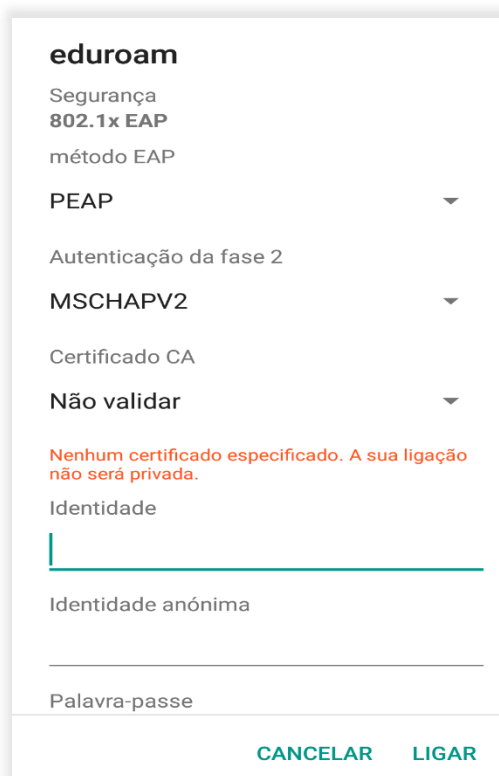 eduroam
Segurança
802.1x EAP
método EAP
PEAP
Autenticação da fase 2
MSCHAPV2
Certificado CA
Não validar
Nenhum certificado especificado. A sua ligação
não será privada.
Identidade
Identidade anónima
Palavra-passe
CANCELAR LIGAR